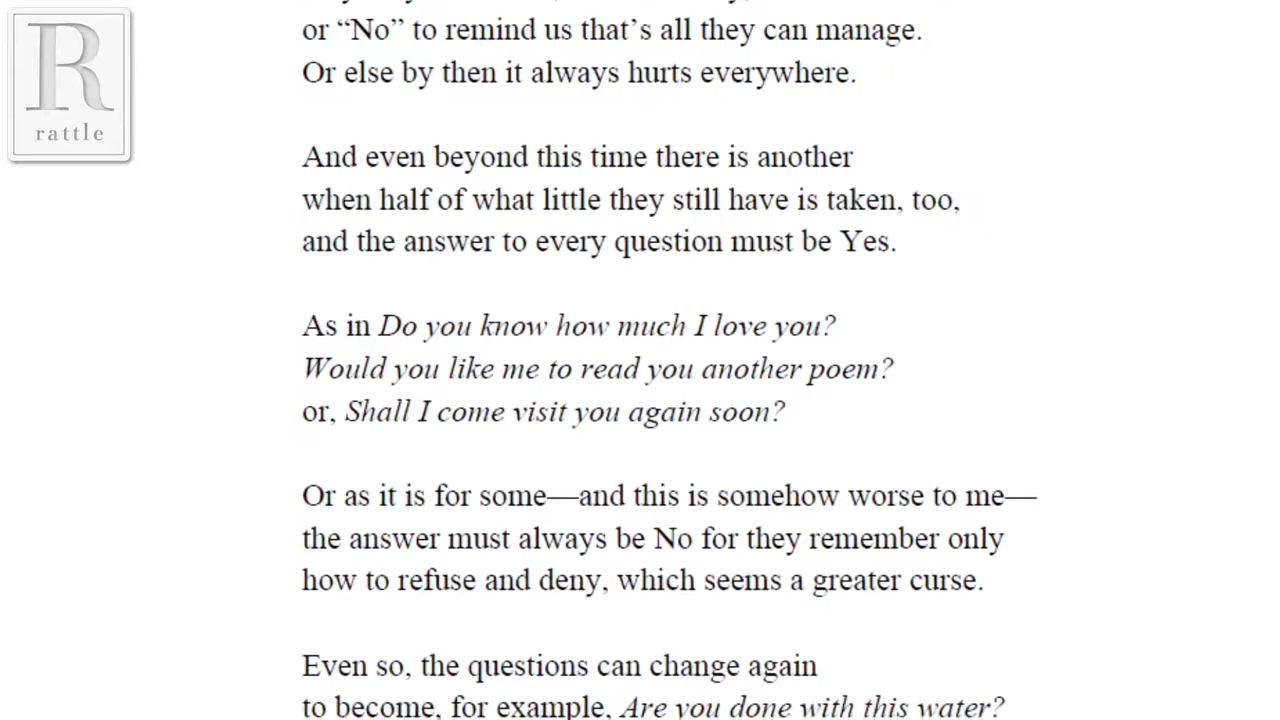 R
rattle
or “No” to remind us that’s all they can manage.
Or else by then it always hurts everywhere.
And even beyond this time there is another
when half of what little they still have is taken, too,
and the answer to every question must be Yes.
As in Do you know how much I love you?
Would you like me to read you another poem?
or, Shall I come visit you again soon?
Or as it is for some—and this is somehow worse to me—
the answer must always be No for they remember only
how to refuse and deny, which seems a greater curse.
Even so, the questions can change again
to become, for example, Are you done with this water?